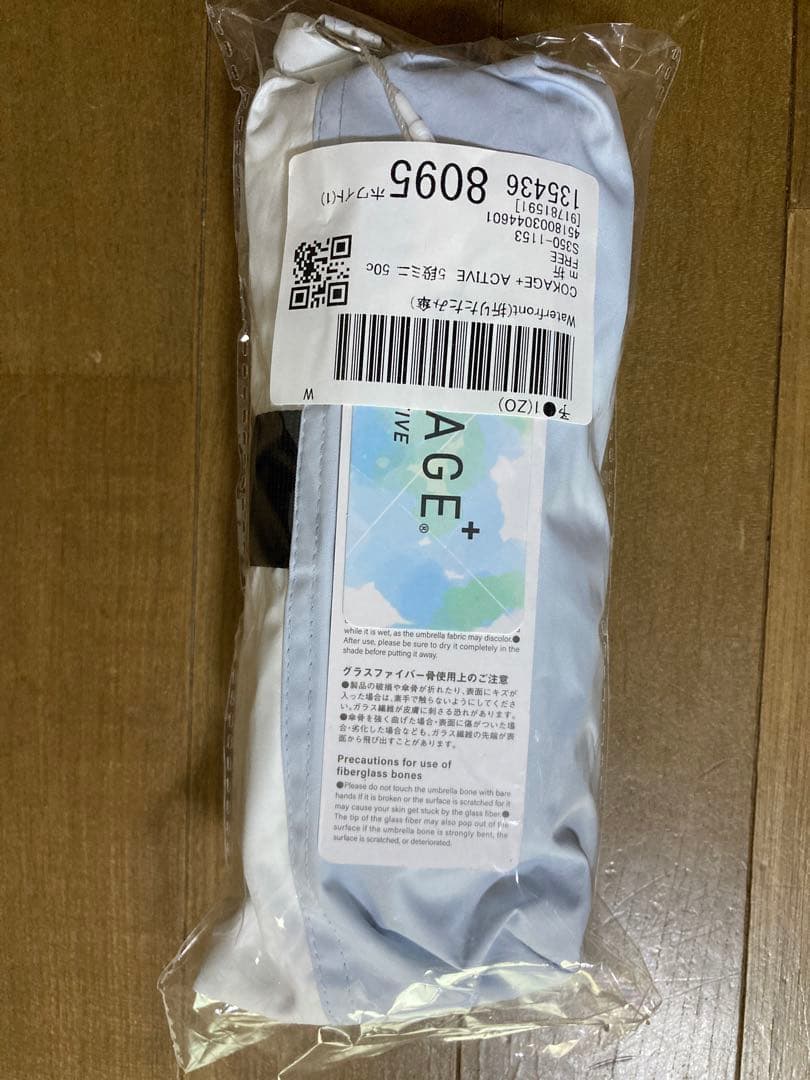 予●1(ZO)
W
Waterfront(折りたたみ傘)
COKAGE+ ACTIVE 5段ミニ 50c
m 折
FREE
S350-1153
4518003044601
[91781591]
135436 8095 ホワイト(1)
AGE+®
TIVE
while it is wet, as the umbrella fabric may discolor.●
After use, please be sure to dry it completely in the
shade before putting it away.
グラスファイバー骨使用上のご注意
●製品の破損や傘骨が折れたり、表面にキズが
入った場合は、素手で触らないようにしてくださ
い。ガラス繊維が皮膚に刺さる恐れがあります。
●傘骨を強く曲げた場合・表面に傷がついた場
合・劣化した場合なども、ガラス繊維の先端が表
面から飛び出すことがあります。
Precautions for use of
fiberglass bones
●Please do not touch the umbrella bone with bare
hands If it is broken or the surface is scratched for it
may cause your skin get stuck by the glass fiber.●
The tip of the glass fiber may also pop out of the
surface if the umbrella bone is strongly bent, the
surface is scratched, or deteriorated.